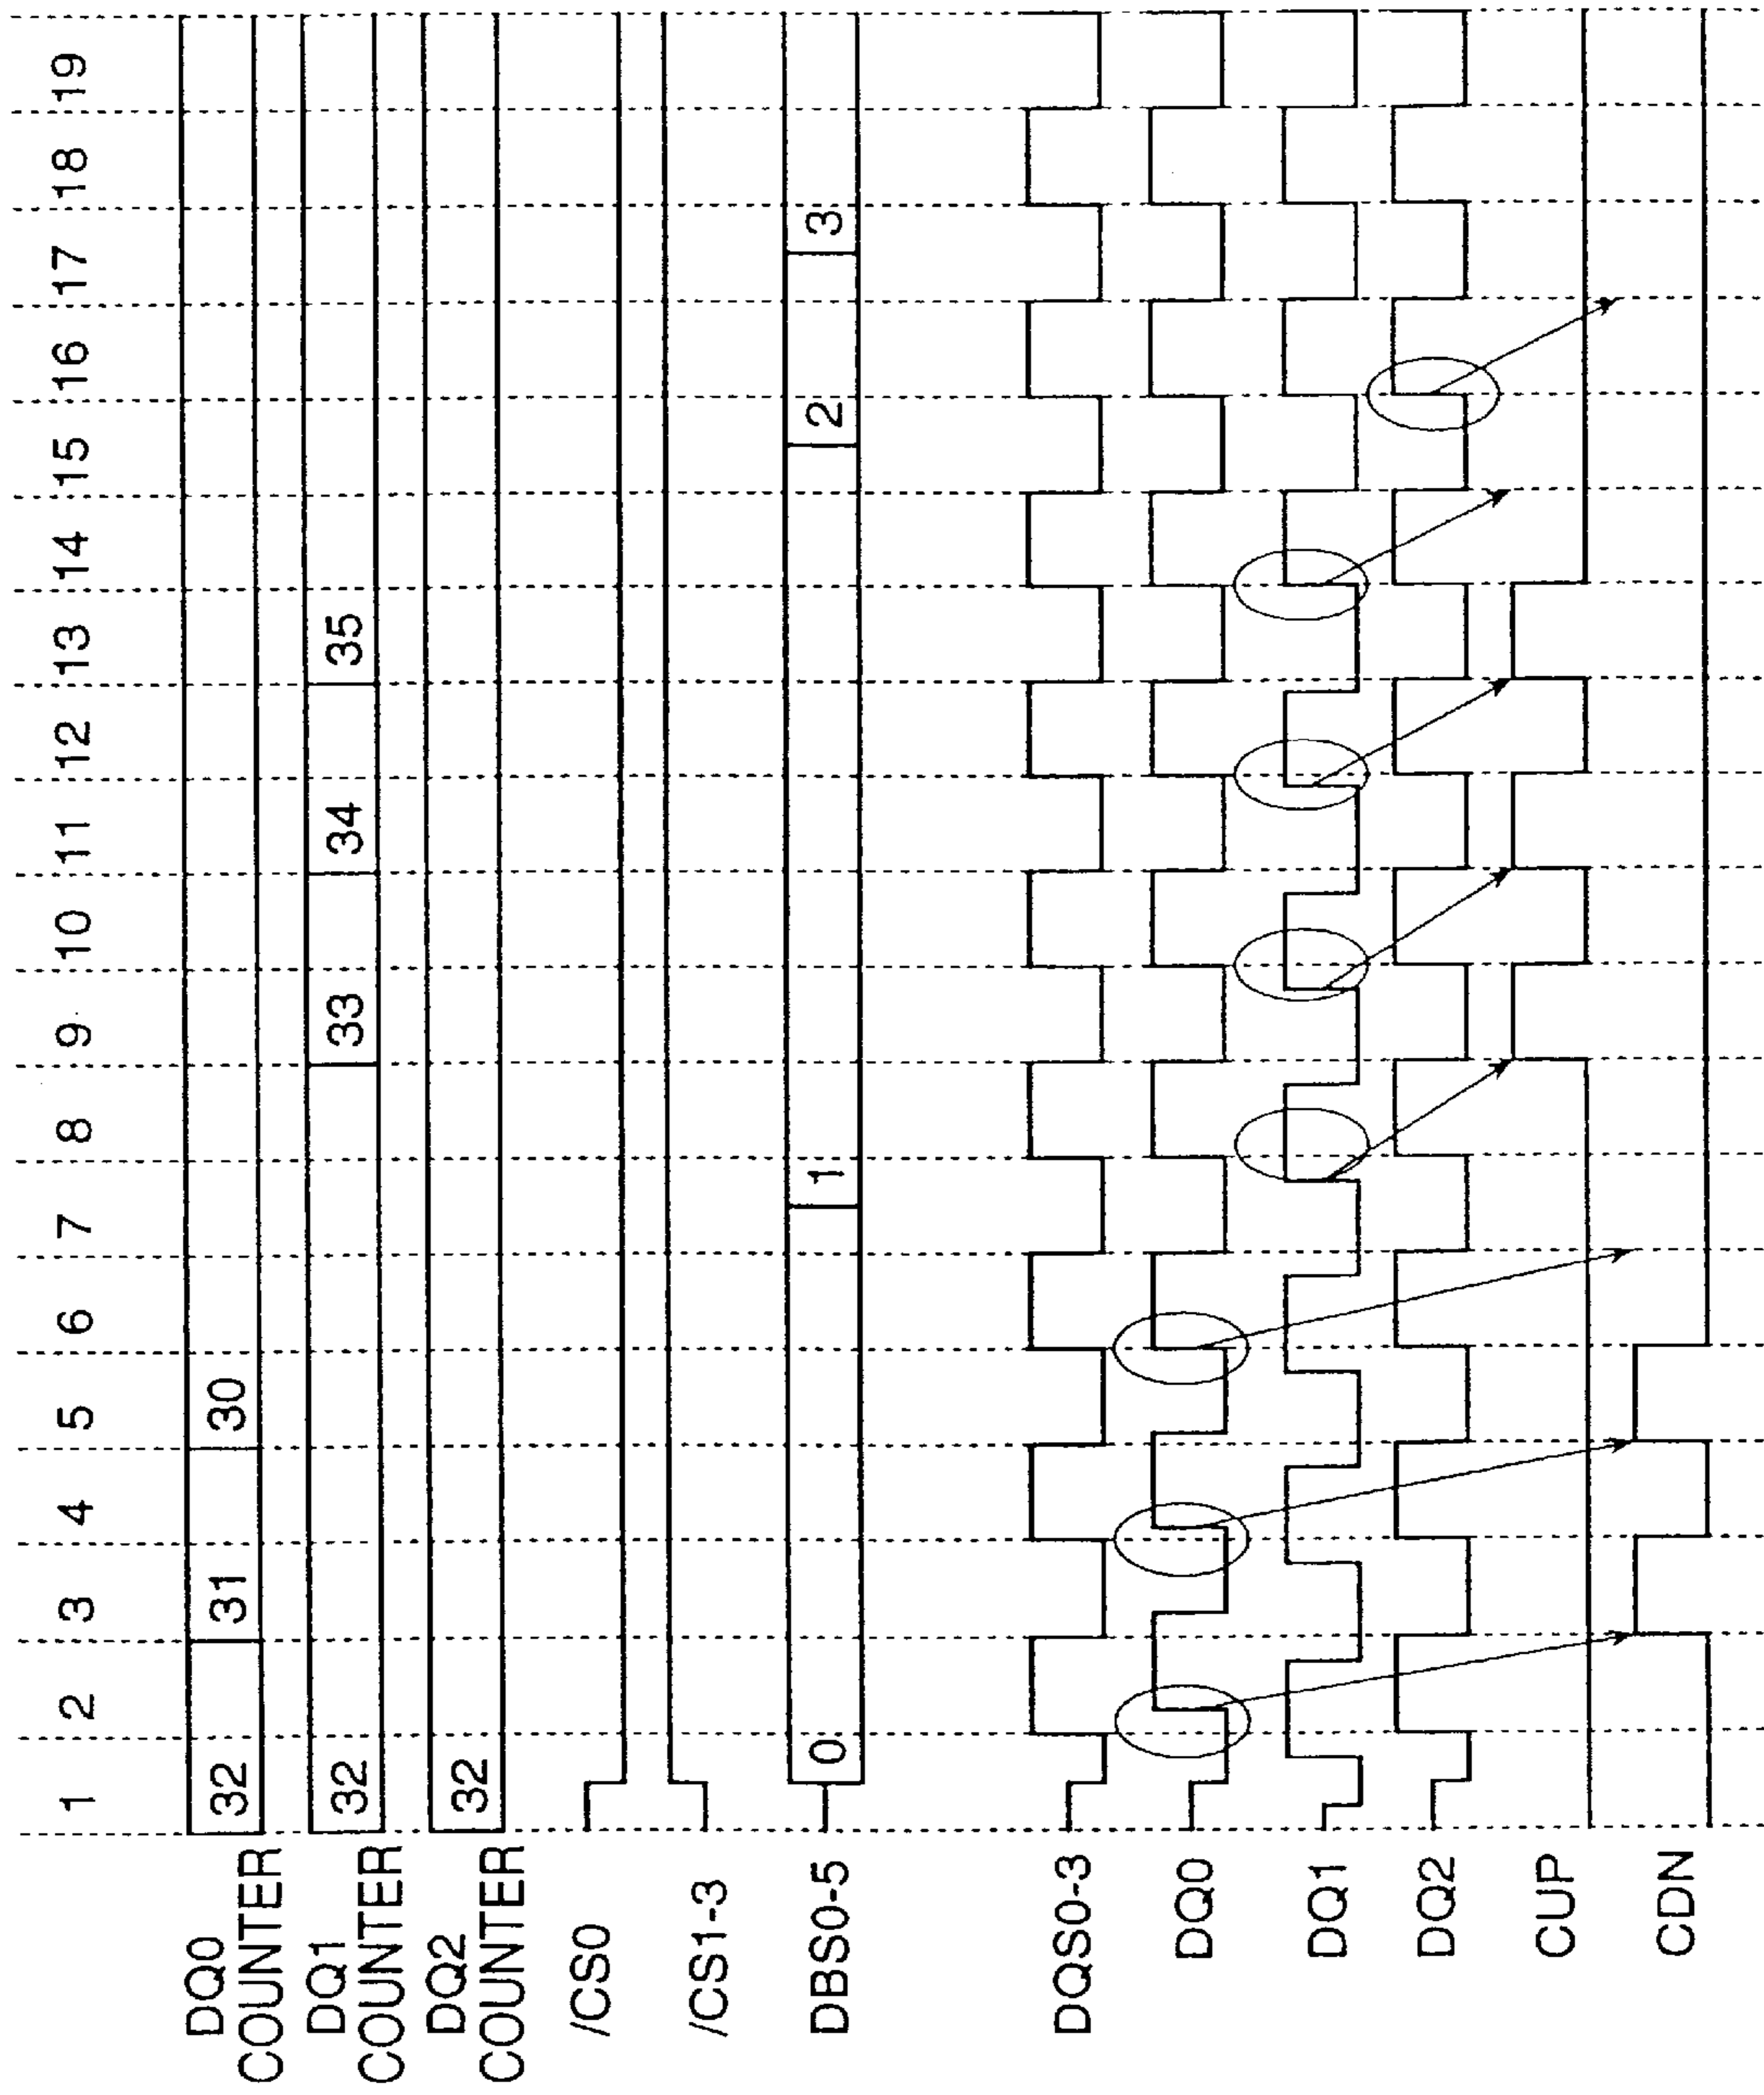 1 2 3 4 5 6 7 8 9 10 11 12 13 14 15 16 17 18 19
DQ0
COUNTER
32 31 30
DQ1
COUNTER
32 33 34 35
DQ2
COUNTER
32
/CS0
/CS1-3
DBS0-5
0 1 2 3
DQS0-3
DQ0
DQ1
DQ2
CUP
CDN